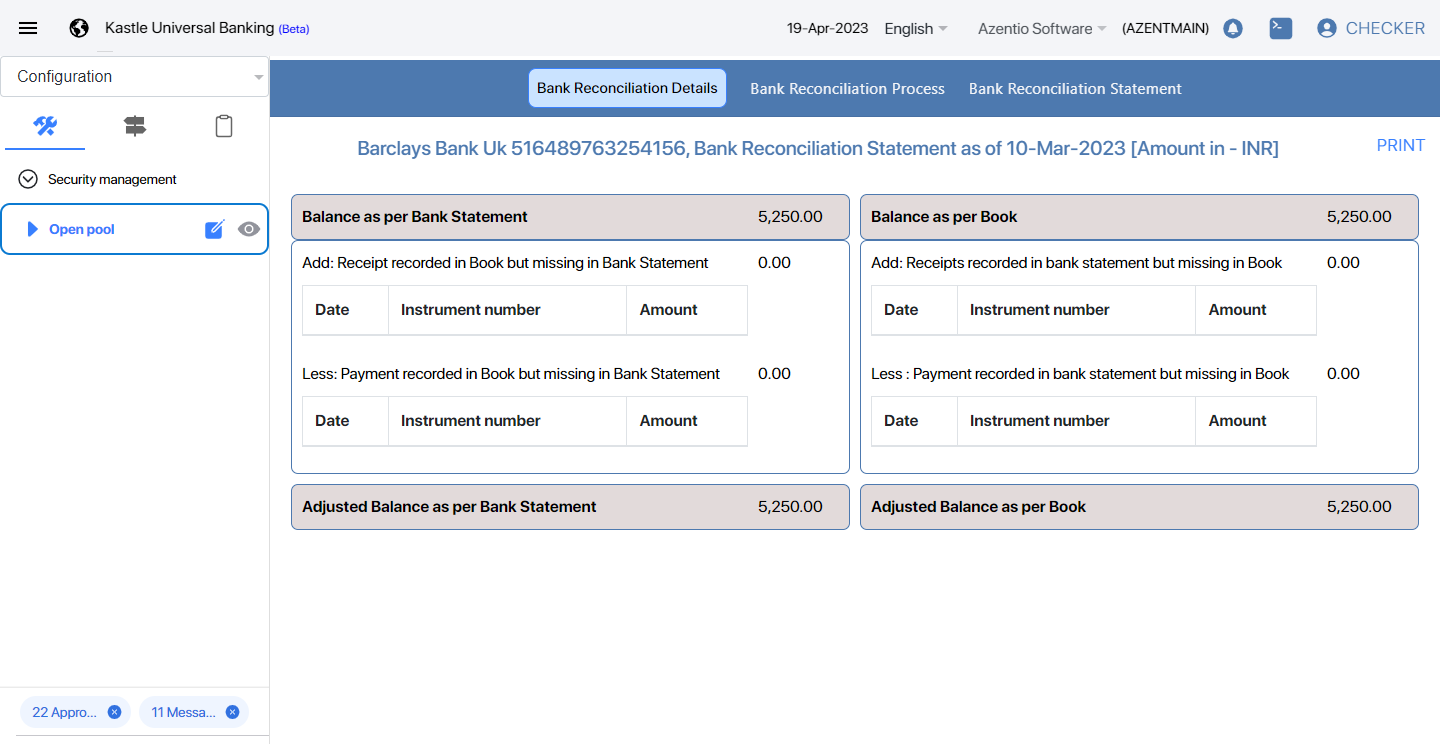 Kastle Universal Banking (Beta)
19-Apr-2023 English Azentio Software (AZENTMAIN) CHECKER
Configuration
Security management
Open pool
22 Appro...
11 Messa...
Bank Reconciliation Details Bank Reconciliation Process Bank Reconciliation Statement
Barclays Bank Uk 516489763254156, Bank Reconciliation Statement as of 10-Mar-2023 [Amount in - INR]
PRINT
Balance as per Bank Statement 5,250.00
Add: Receipt recorded in Book but missing in Bank Statement 0.00
Date Instrument number Amount
Less: Payment recorded in Book but missing in Bank Statement 0.00
Date Instrument number Amount
Adjusted Balance as per Bank Statement 5,250.00
Balance as per Book 5,250.00
Add: Receipts recorded in bank statement but missing in Book 0.00
Date Instrument number Amount
Less : Payment recorded in bank statement but missing in Book 0.00
Date Instrument number Amount
Adjusted Balance as per Book 5,250.00